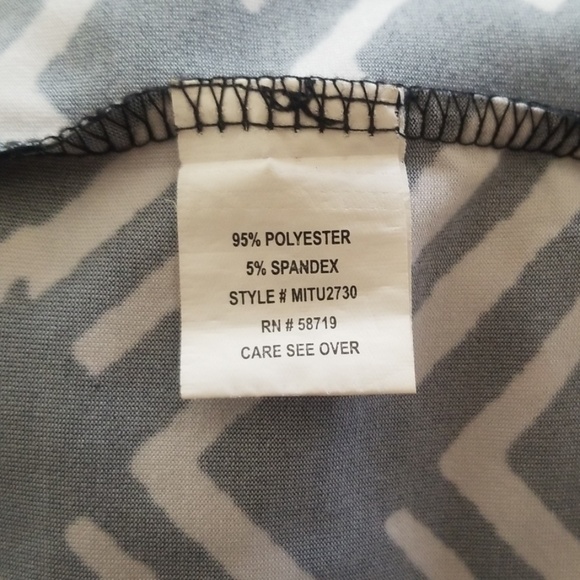 95% POLYESTER
5% SPANDEX
STYLE # MITU2730
RN # 58719
CARE SEE OVER